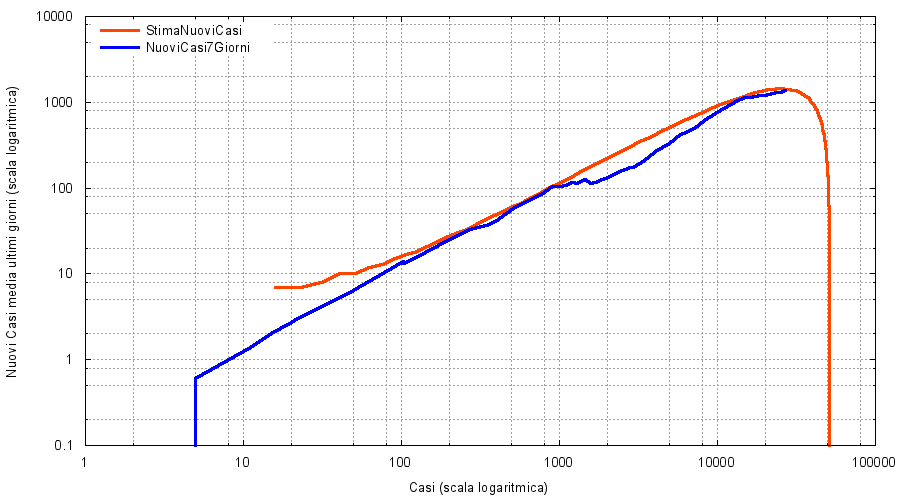 10000
StimaNuoviCasi
NuoviCasi7Giorni
1000
100
10
1
0.1
Nuovi Casi media ultimi giorni (scala logaritmica)
1 10 100 1000 10000 100000
Casi (scala logaritmica)